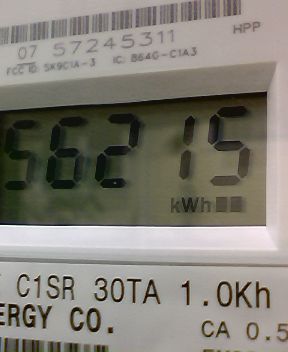 07 57245311
HPP
FCC ID: SK9C1A-3 IC: 864G-C1A3
56215
kWh
C1SR 30TA 1.0Kh
ERGY CO.
CA 0.5